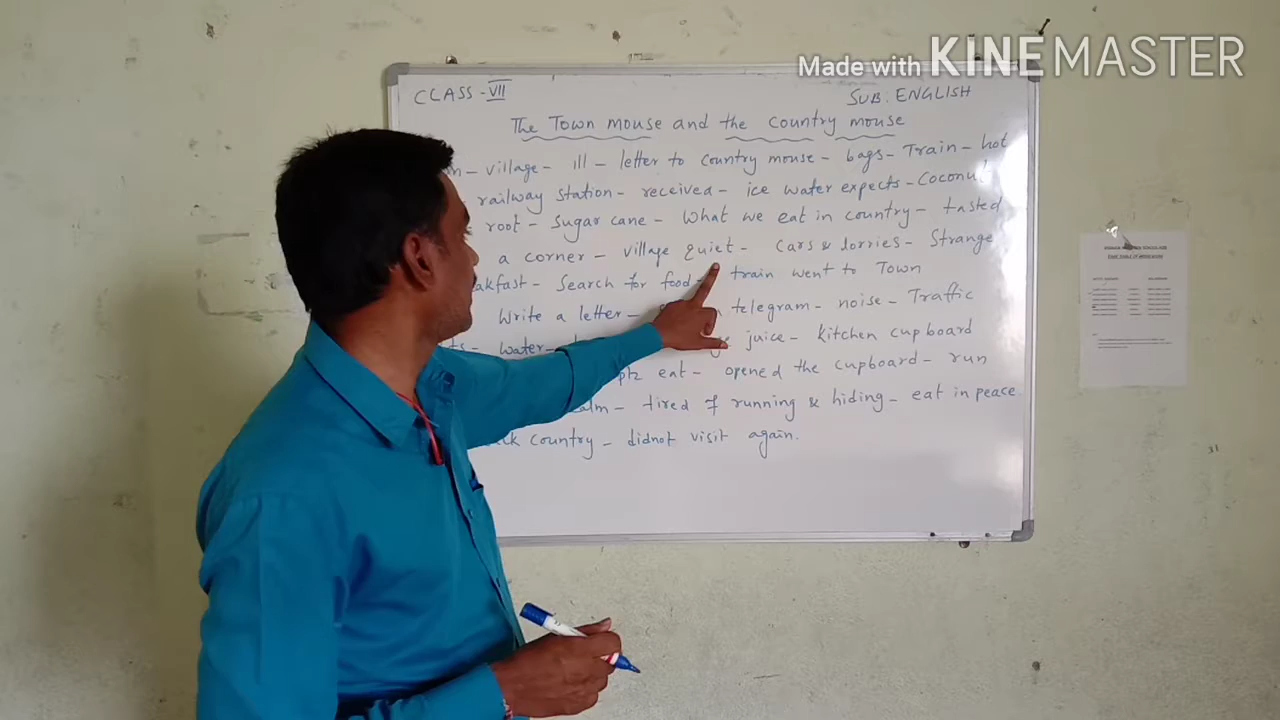 Made with KINEMASTER
CLASS - VII
SUB: ENGLISH
The Town mouse and the country mouse
village - ill - letter to country mouse - bags - Train - hot
railway station - received - ice water expects - Coconut
root - Sugar cane - What we eat in country - tasted
a corner - village quiet - Cars & lorries - Strange
Search for food - train went to Town
Write a letter - telegram - noise - Traffic
water juice - kitchen cupboard
eat - opened the cupboard - run
tired of running & hiding - eat in peace
country - didnot visit again.